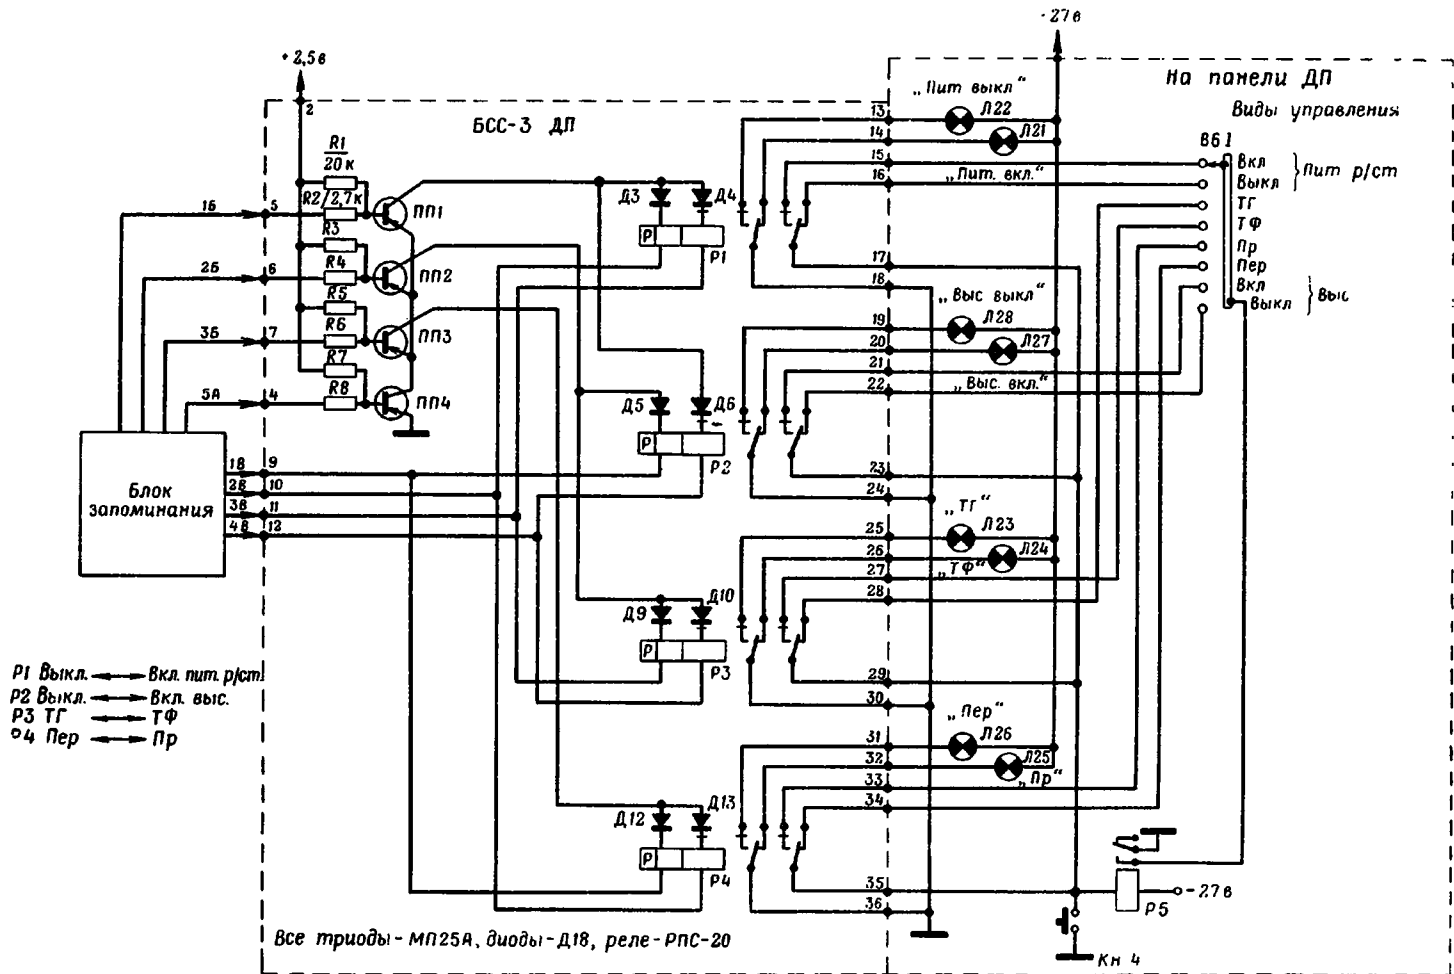 -27в
+2,5в
На панели ДП
Виды управления
В61
Вкл
Выкл
Пит р/ст
ТГ
ТФ
Пр
Пер
Вкл
Выкл
Выс
БСС-3 ДП
2
R1
20к
R2/2,7к
R3
R4
R5
R6
R7
R8
ПП1
ПП2
ПП3
ПП4
1Б
5
2Б
6
3Б
7
5А
4
Блок
запоминания
1В
9
2В
10
3В
11
4В
12
Д3
Д4
Р
Р1
Д5
Д6
Р
Р2
Д9
Д10
Р
Р3
Д12
Д13
Р
Р4
„Пит выкл“
13
Л22
14
Л21
15
16
„Пит. вкл.“
17
18
„Выс выкл“
19
Л28
20
Л27
21
22
„Выс. вкл.“
23
24
„ТГ“
25
Л23
26
Л24
27
„ТФ“
28
29
30
„Пер“
31
Л26
32
Л25
33
„Пр“
34
35
36
Р5
-27в
Кн 4
Р1 Выкл. Вкл. пит. р/ст
Р2 Выкл. Вкл. выс.
Р3 ТГ ТФ
Р4 Пер Пр
Все триоды-МП25А, диоды-Д18, реле-РПС-20